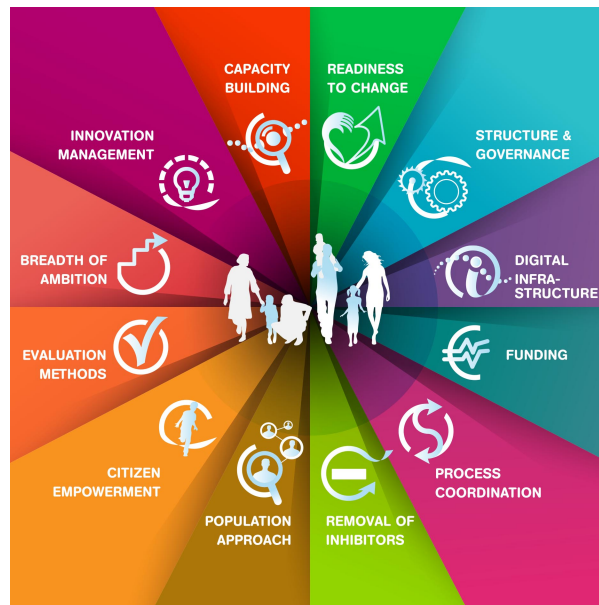 CAPACITY
BUILDING
READINESS
TO CHANGE
STRUCTURE &
GOVERNANCE
DIGITAL
INFRA-
STRUCTURE
FUNDING
PROCESS
COORDINATION
REMOVAL OF
INHIBITORS
POPULATION
APPROACH
CITIZEN
EMPOWERMENT
EVALUATION
METHODS
BREADTH OF
AMBITION
INNOVATION
MANAGEMENT